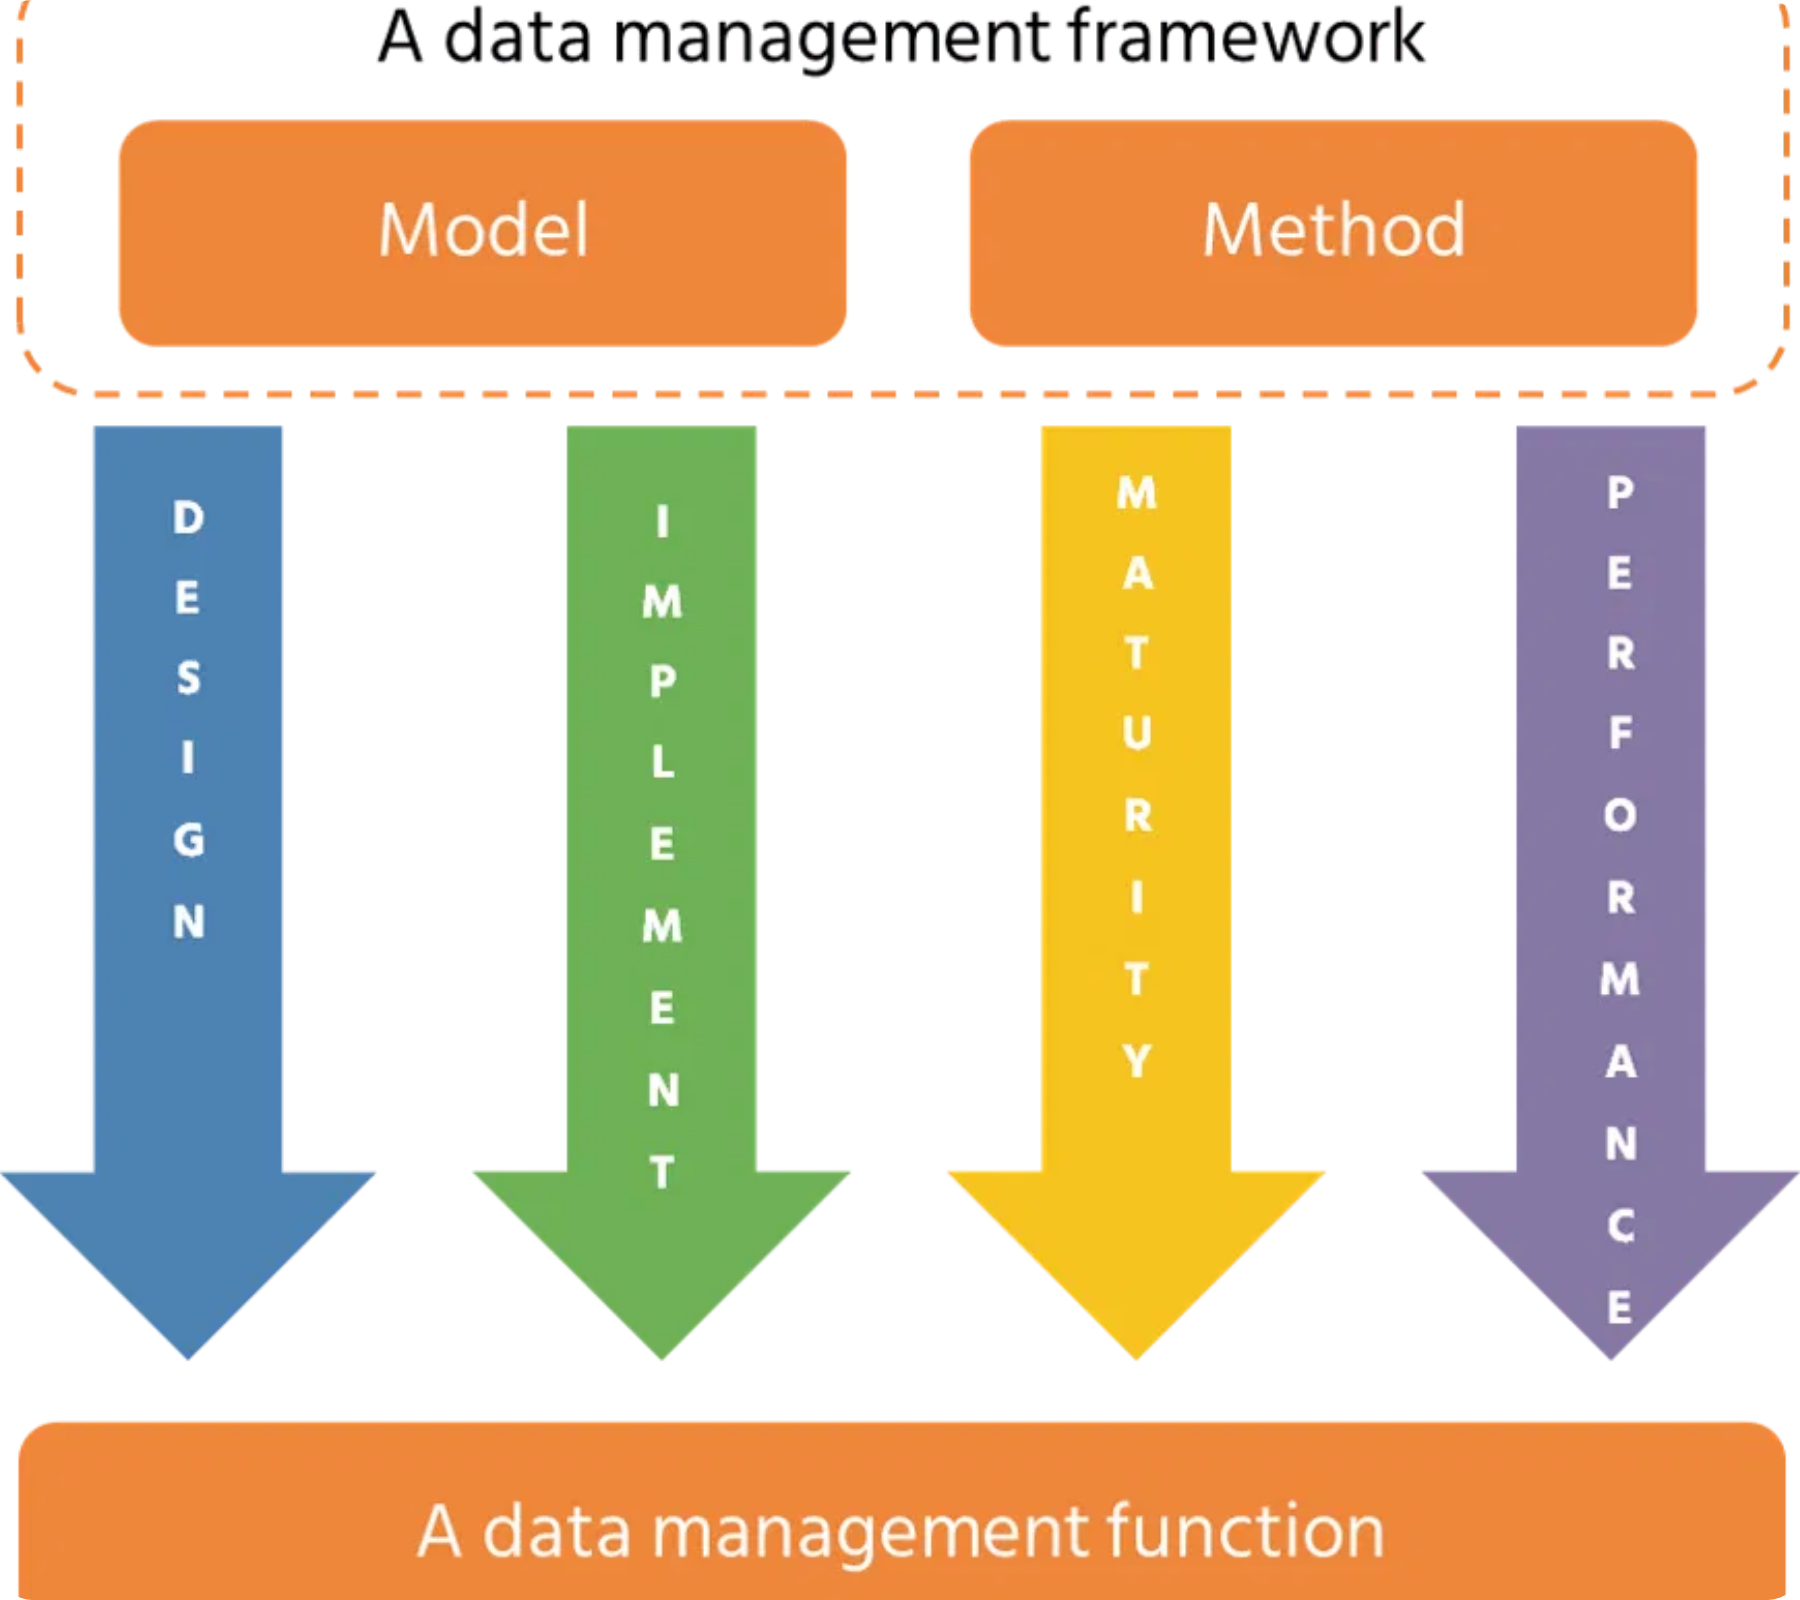 A data management framework
Model
Method
DESIGN
IMPLEMENT
MATURITY
PERFORMANCE
A data management function